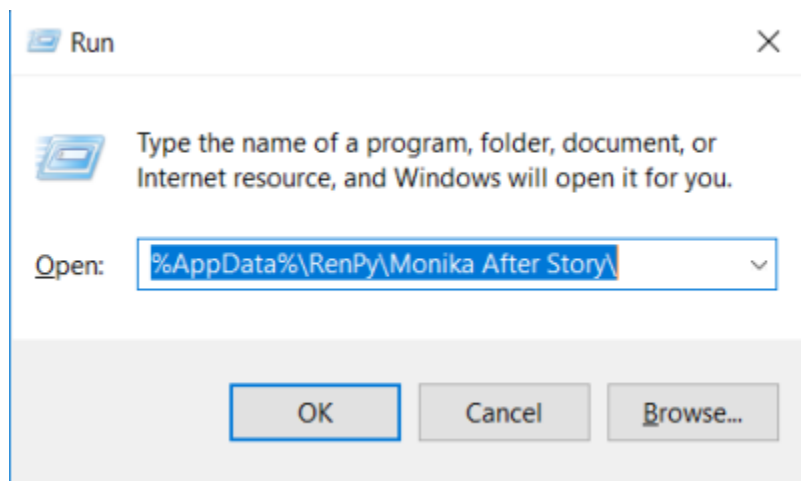 Run
Type the name of a program, folder, document, or
Internet resource, and Windows will open it for you.
Open: %AppData%\RenPy\Monika After Story\
OK Cancel Browse...